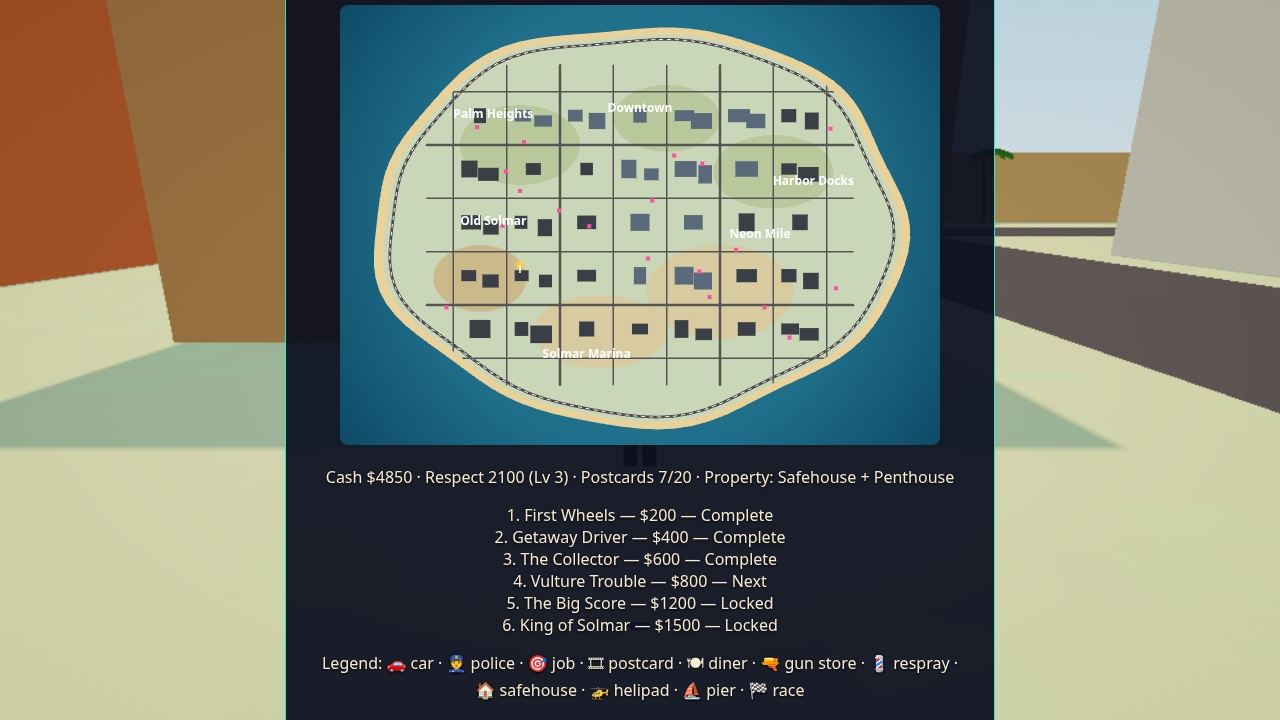 Palm Heights
Downtown
Harbor Docks
Old Solmar
Neon Mile
Solmar Marina
Cash $4850 · Respect 2100 (Lv 3) · Postcards 7/20 · Property: Safehouse + Penthouse
1. First Wheels — $200 — Complete
2. Getaway Driver — $400 — Complete
3. The Collector — $600 — Complete
4. Vulture Trouble — $800 — Next
5. The Big Score — $1200 — Locked
6. King of Solmar — $1500 — Locked
Legend: 🚗 car · 👮 police · 🎯 job · 🎞 postcard · 🍽 diner · 🔫 gun store · 💈 respray ·
🏠 safehouse · 🚁 helipad · ⛵ pier · 🏁 race